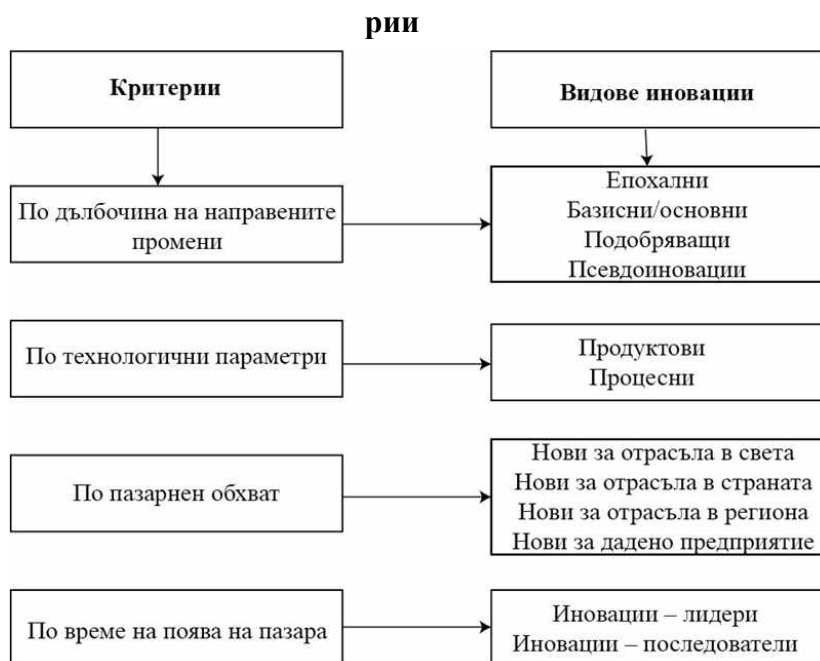 рии
Критерии
Видове иновации
По дълбочина на направените
промени
Епохални
Базисни/основни
Подобряващи
Псевдоиновации
По технологични параметри
Продуктови
Процесни
По пазарнен обхват
Нови за отрасъла в света
Нови за отрасъла в страната
Нови за отрасъла в региона
Нови за дадено предприятие
По време на поява на пазара
Иновации – лидери
Иновации – последователи